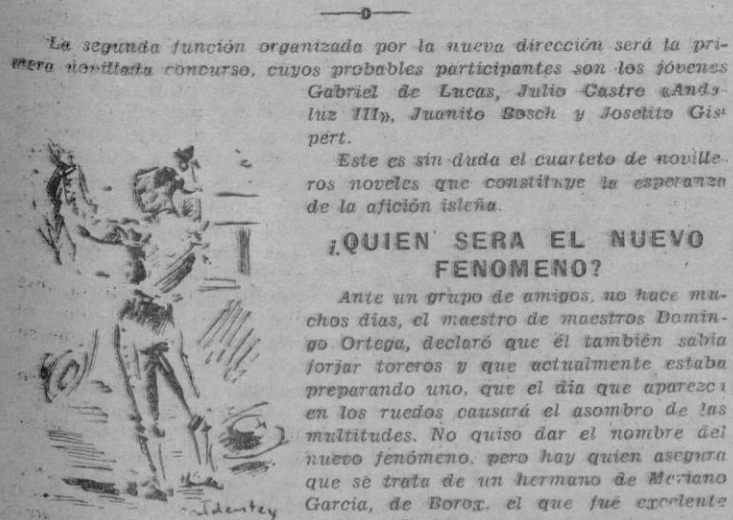 La segunda función organizada por la nueva dirección será la pri-
mera novillada concurso, cuyos probables participantes son los jóvenes
Gabriel de Lucas, Julio Castro «Anda-
luz III», Juanito Bosch y Joselito Gis-
pert.
Este es sin duda el cuarteto de noville-
ros noveles que constituye la esperanza
de la afición isleña.
¿QUIEN SERA EL NUEVO
FENOMENO?
Ante un grupo de amigos, no hace mu-
chos días, el maestro de maestros Domin-
go Ortega, declaró que él también sabía
forjar toreros y que actualmente estaba
preparando uno, que el día que aparezca
en los ruedos causará el asombro de las
multitudes. No quiso dar el nombre del
nuevo fenómeno, pero hay quien asegura
que se trata de un hermano de Mariano
García, de Borox, el que fué excelente